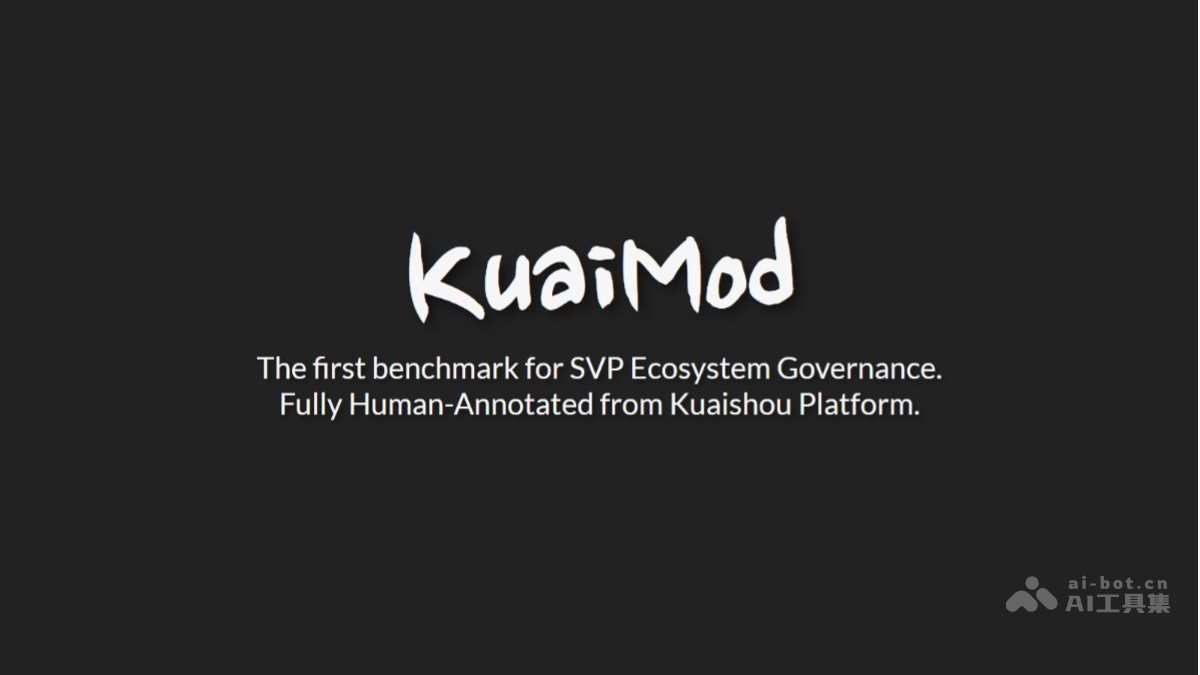 KuaiMod
The first benchmark for SVP Ecosystem Governance.
Fully Human-Annotated from Kuaishou Platform.
ai-bot.cn
AI工具集